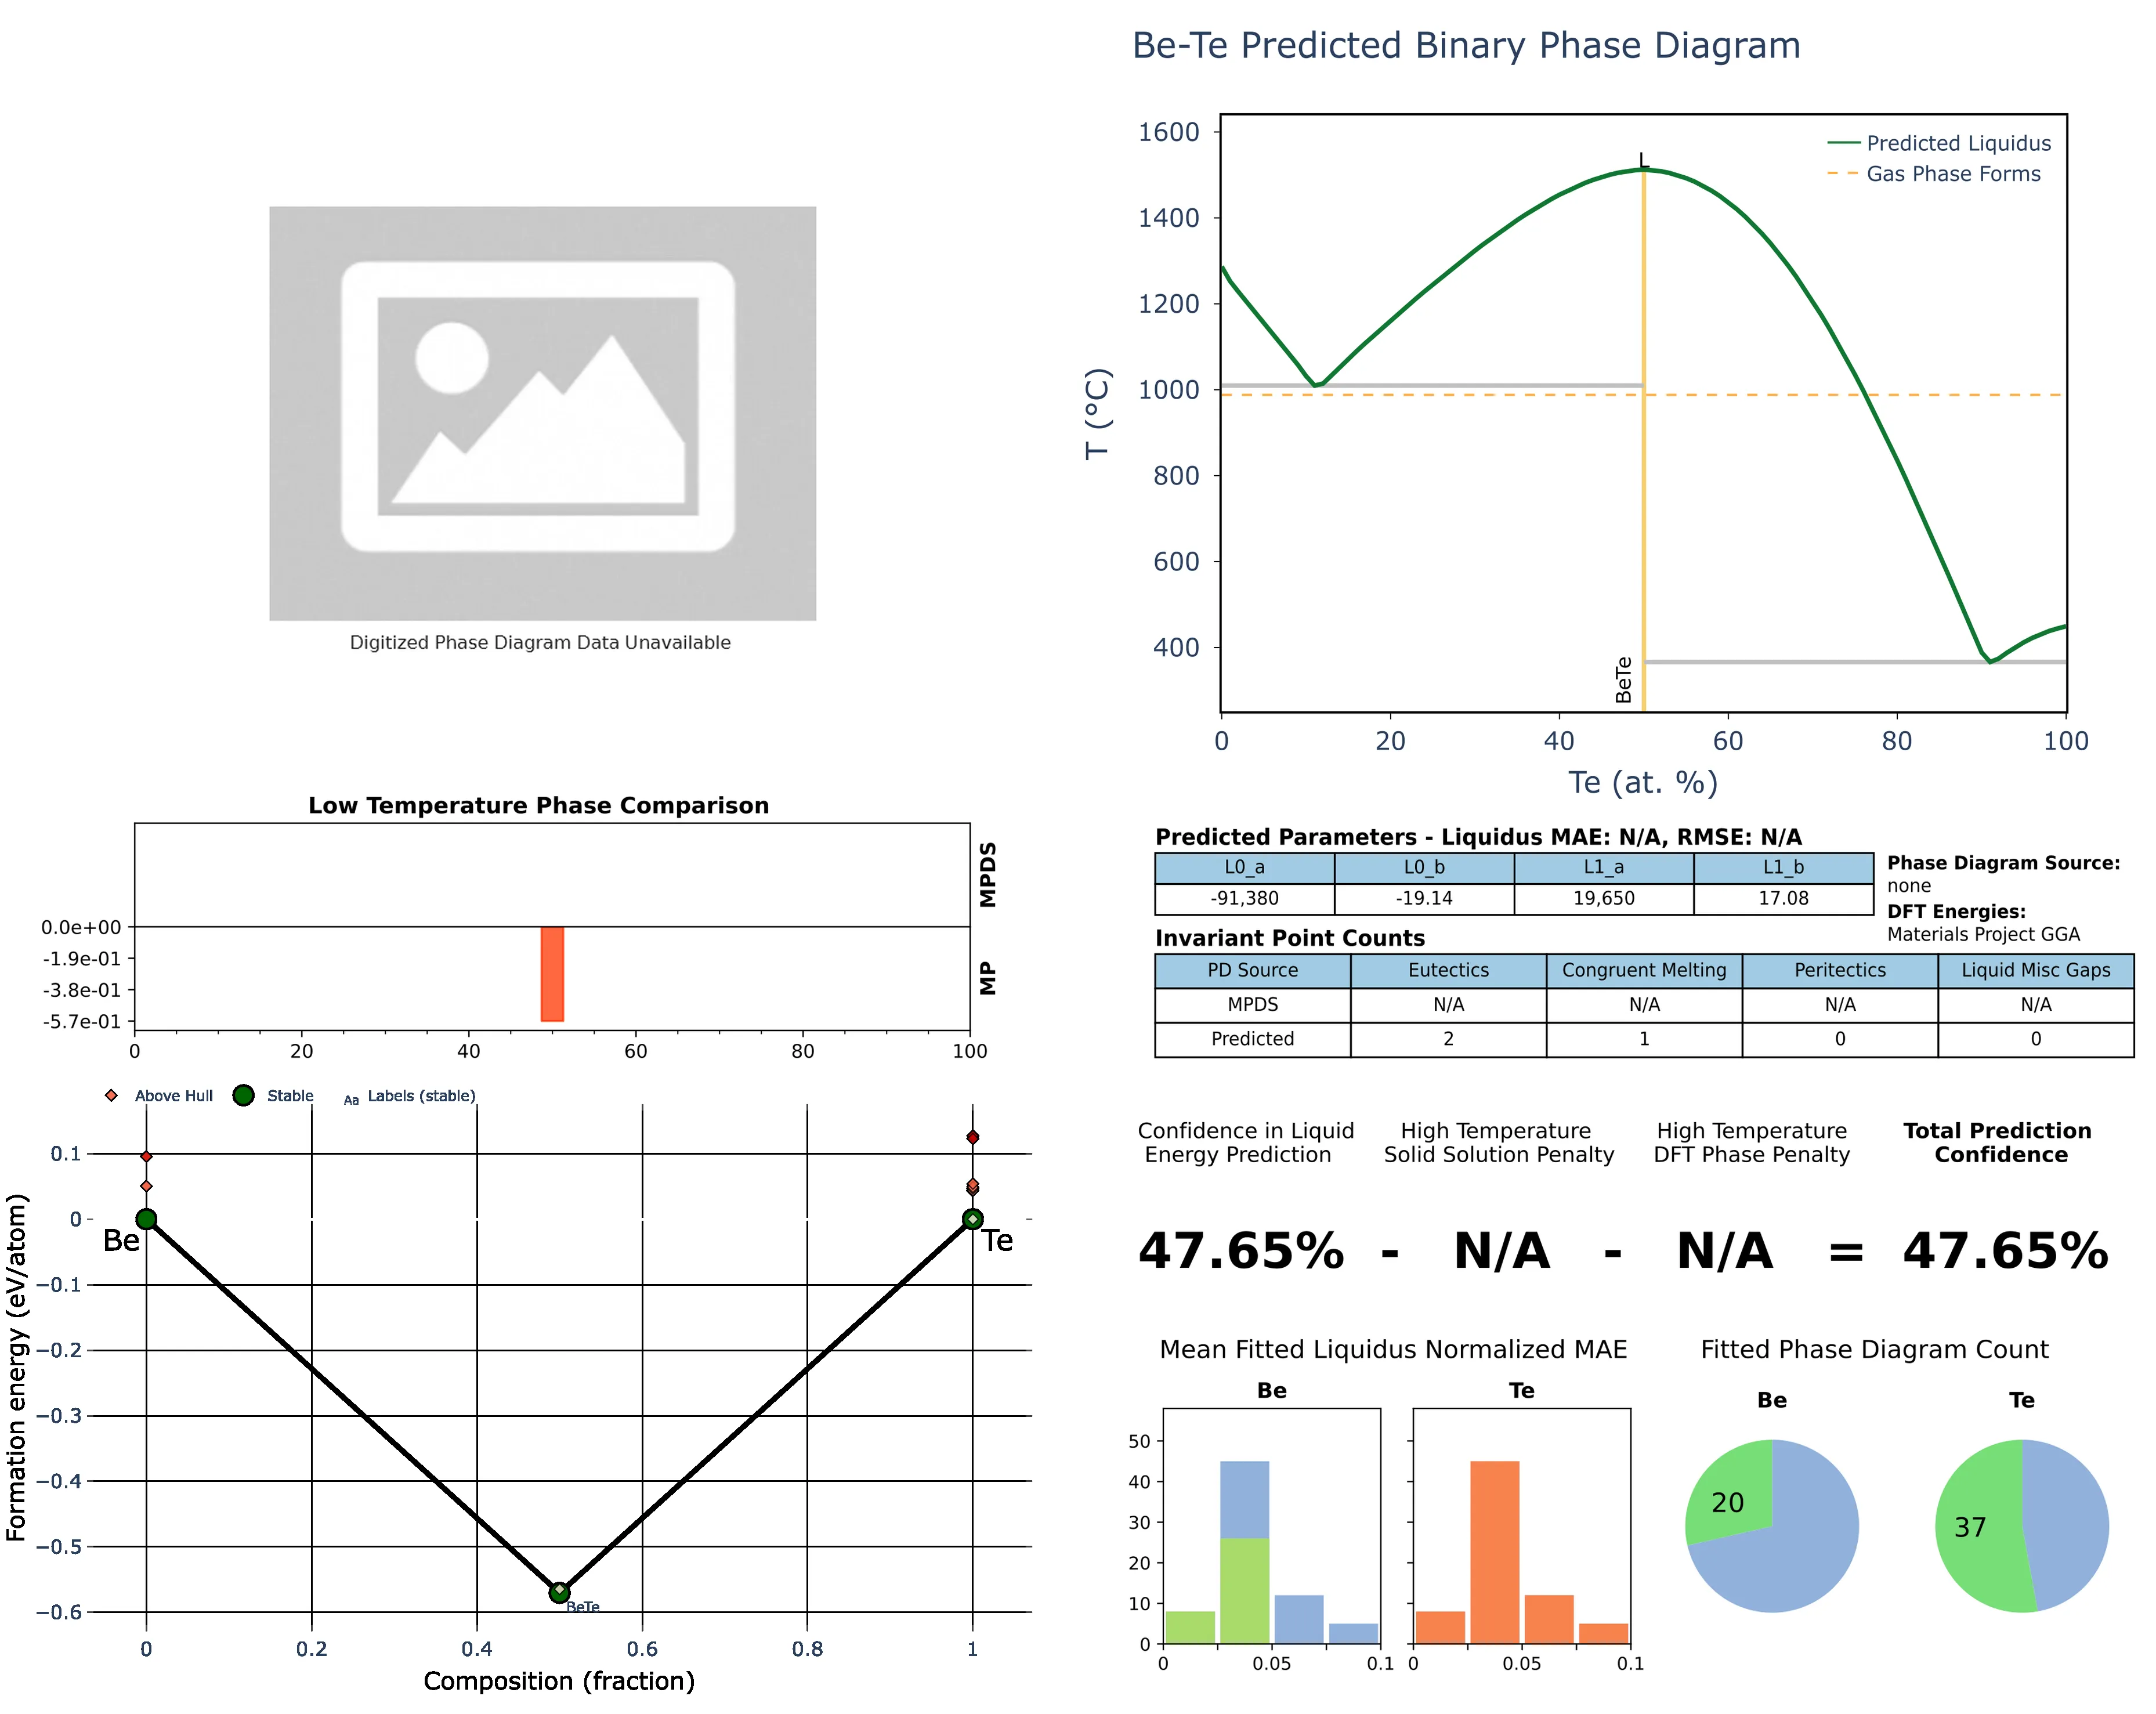 Be-Te Predicted Binary Phase Diagram
1600
1400
1200
1000
800
600
400
T (°C)
Predicted Liquidus
Gas Phase Forms
L
BeTe
0 20 40 60 80 100
Te (at. %)
Digitized Phase Diagram Data Unavailable
Low Temperature Phase Comparison
MPDS
MP
0.0e+00
-1.9e-01
-3.8e-01
-5.7e-01
0 20 40 60 80 100
Predicted Parameters - Liquidus MAE: N/A, RMSE: N/A
L0_a L0_b L1_a L1_b
-91,380 -19.14 19,650 17.08
Phase Diagram Source:
none
DFT Energies:
Materials Project GGA
Invariant Point Counts
PD Source Eutectics Congruent Melting Peritectics Liquid Misc Gaps
MPDS N/A N/A N/A N/A
Predicted 2 1 0 0
Above Hull Stable Aa Labels (stable)
0.1
0
−0.1
−0.2
−0.3
−0.4
−0.5
−0.6
Formation energy (eV/atom)
Be
Te
BeTe
0 0.2 0.4 0.6 0.8 1
Composition (fraction)
Confidence in Liquid
Energy Prediction
High Temperature
Solid Solution Penalty
High Temperature
DFT Phase Penalty
Total Prediction
Confidence
47.65% - N/A - N/A = 47.65%
Mean Fitted Liquidus Normalized MAE
Be
Te
50
40
30
20
10
0
0 0.05 0.1
0 0.05 0.1
Fitted Phase Diagram Count
Be
20
Te
37